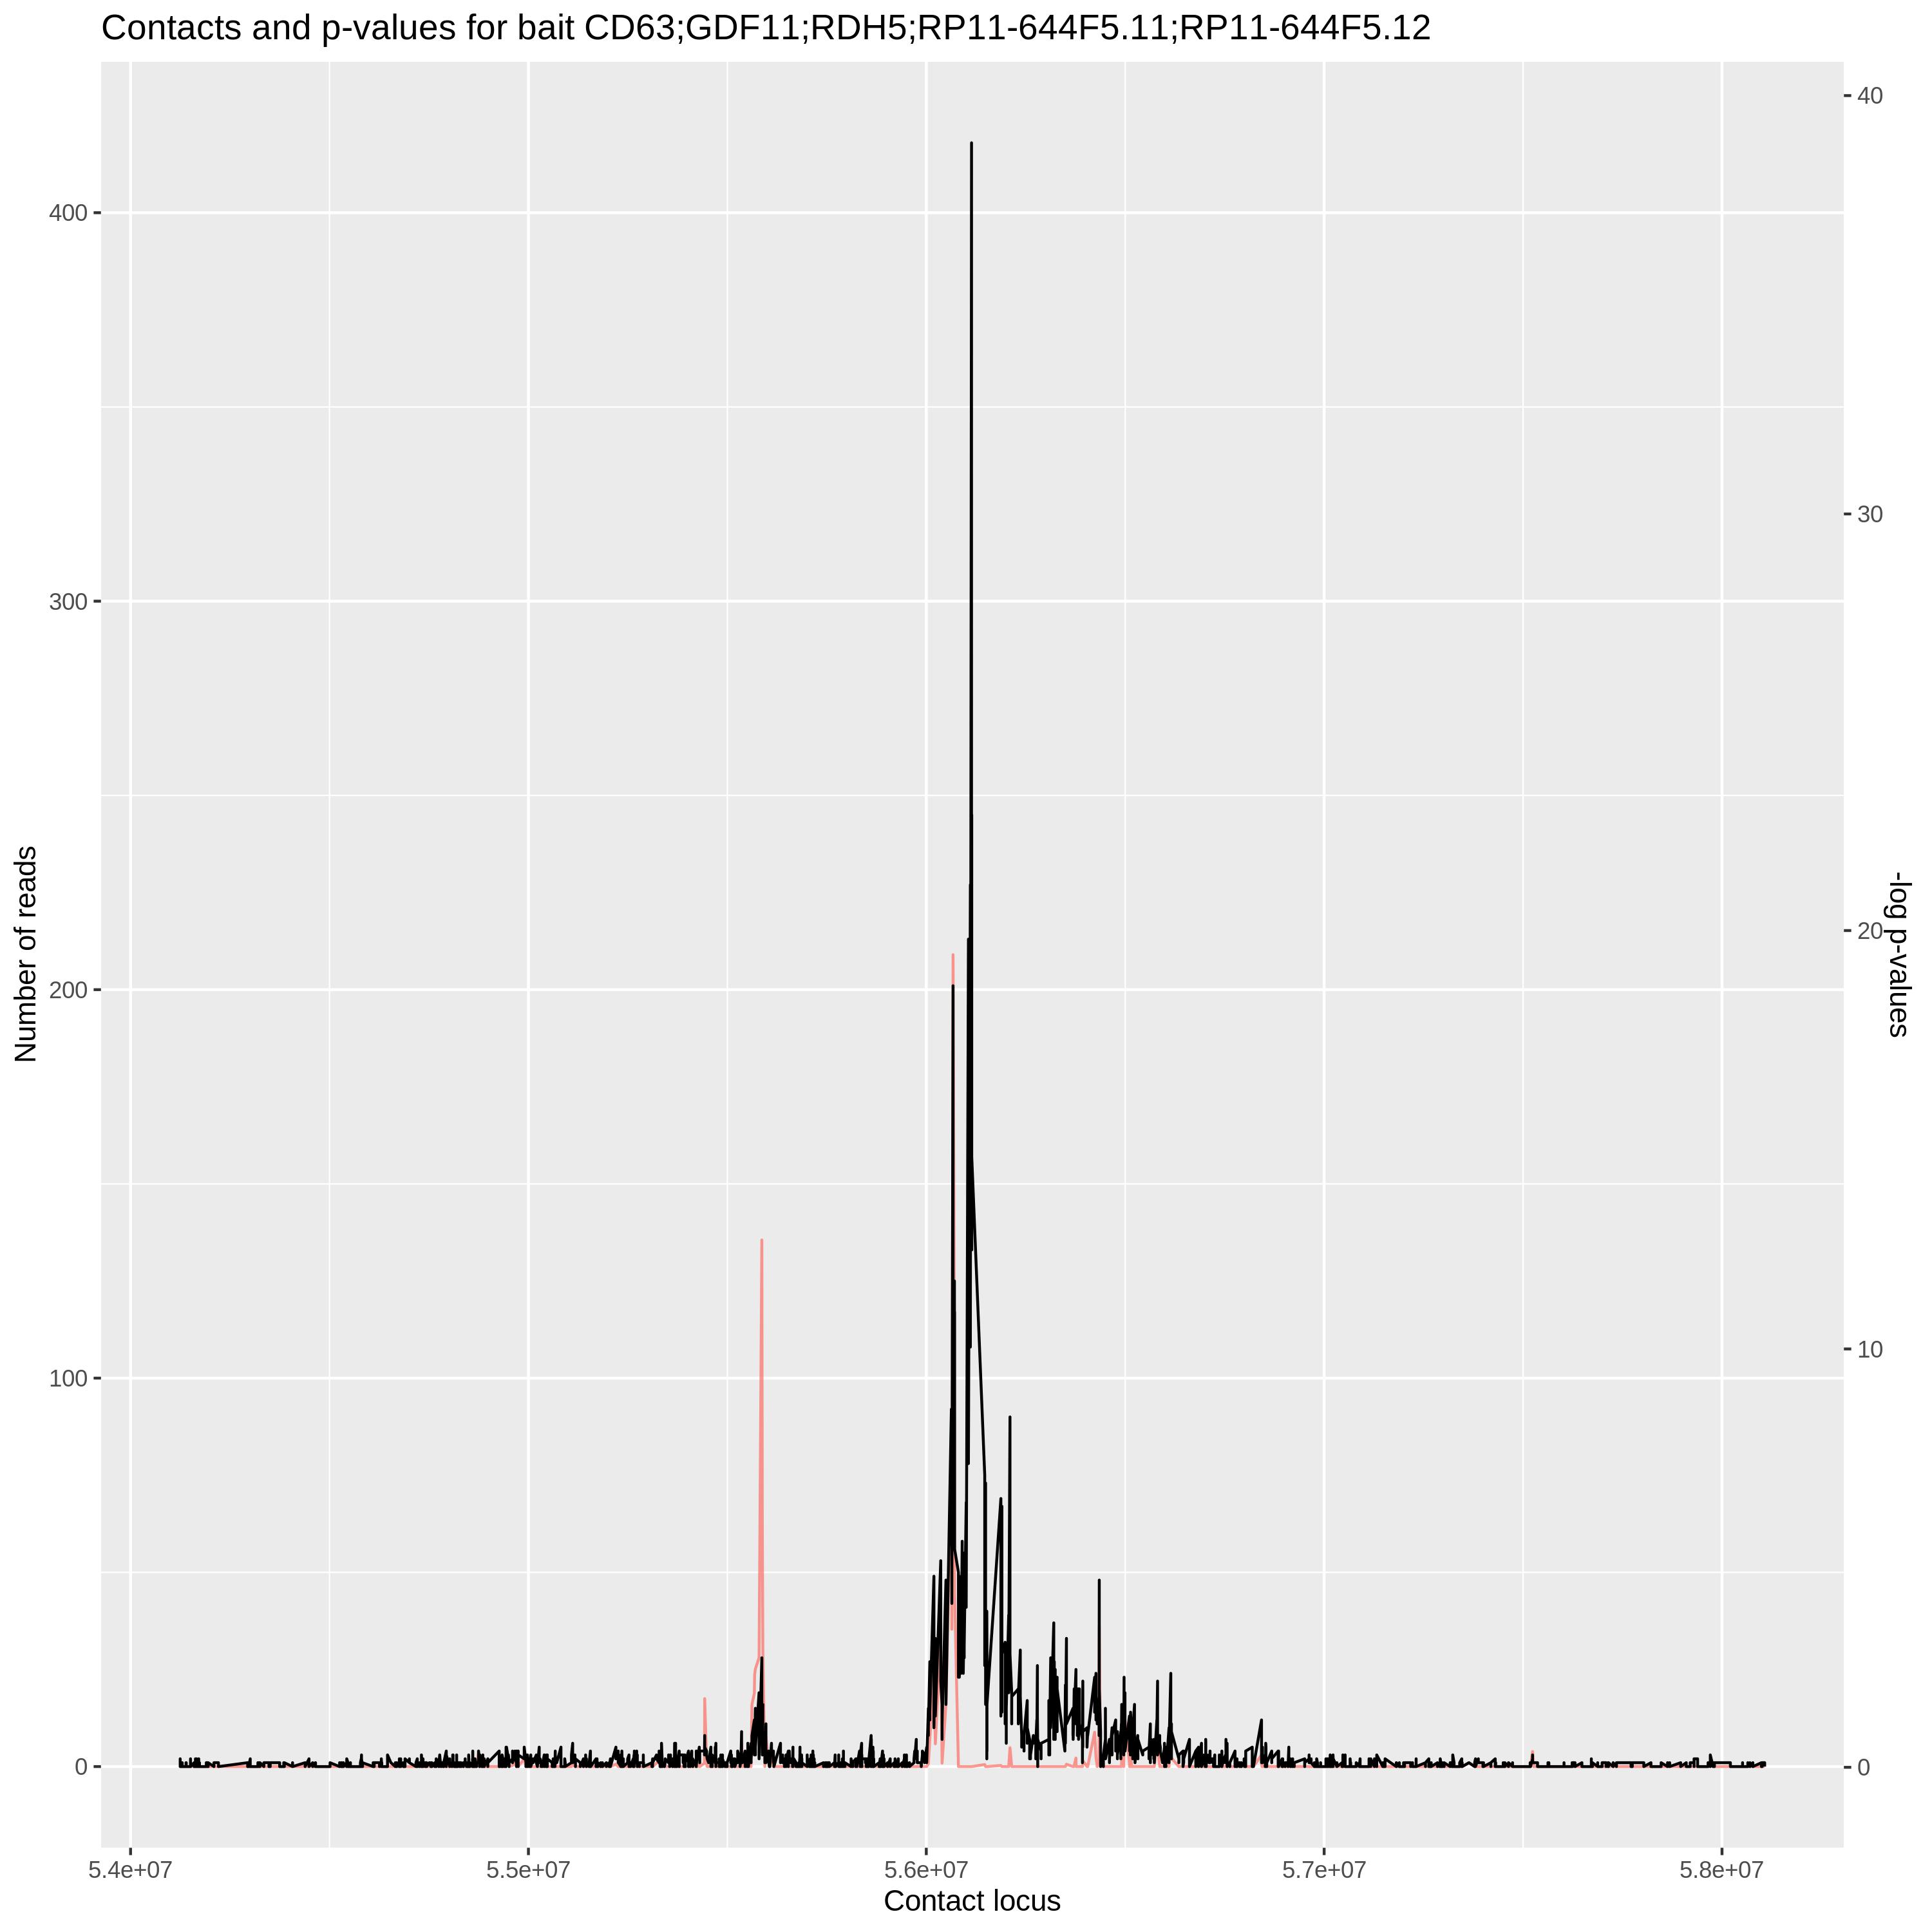 Contacts and p-values for bait CD63;GDF11;RDH5;RP11-644F5.11;RP11-644F5.12
400
300
200
100
0
Number of reads
40
30
20
10
0
-log p-values
5.4e+07
5.5e+07
5.6e+07
5.7e+07
5.8e+07
Contact locus